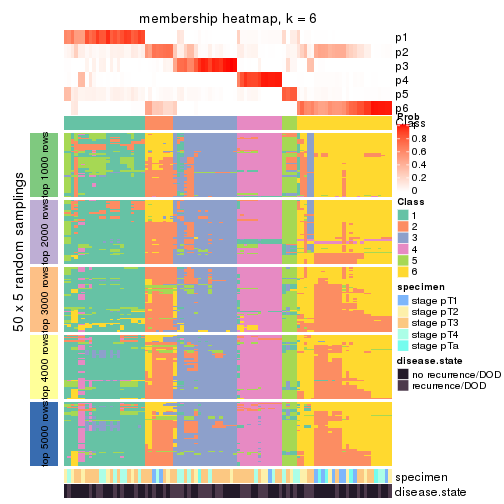 membership heatmap, k = 6
p1
p2
p3
p4
p5
p6
Class
Prob
1
0.8
0.6
0.4
0.2
0
Class
1
2
3
4
5
6
specimen
stage pT1
stage pT2
stage pT3
stage pT4
stage pTa
disease.state
no recurrence/DOD
recurrence/DOD
50 x 5 random samplings
top 1000 rows
top 2000 rows
top 3000 rows
top 4000 rows
top 5000 rows
specimen
disease.state